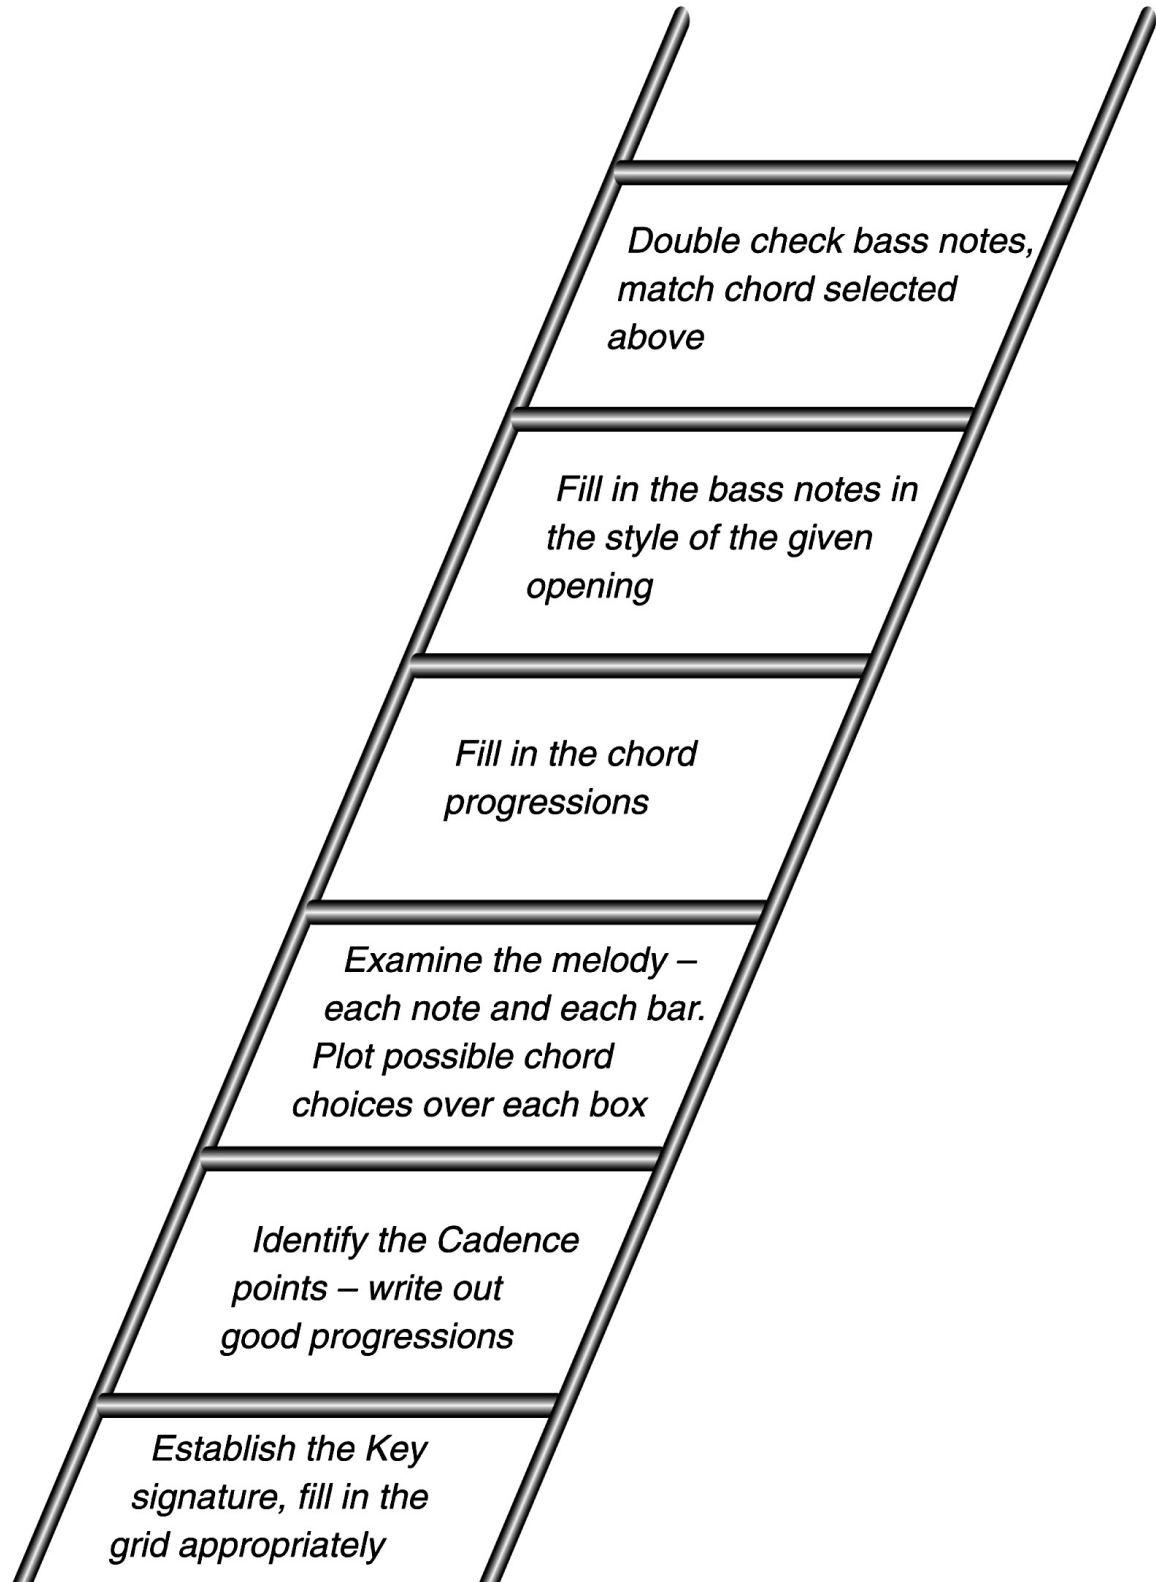 Double check bass notes,
match chord selected
above
Fill in the bass notes in
the style of the given
opening
Fill in the chord
progressions
Examine the melody –
each note and each bar.
Plot possible chord
choices over each box
Identify the Cadence
points – write out
good progressions
Establish the Key
signature, fill in the
grid appropriately